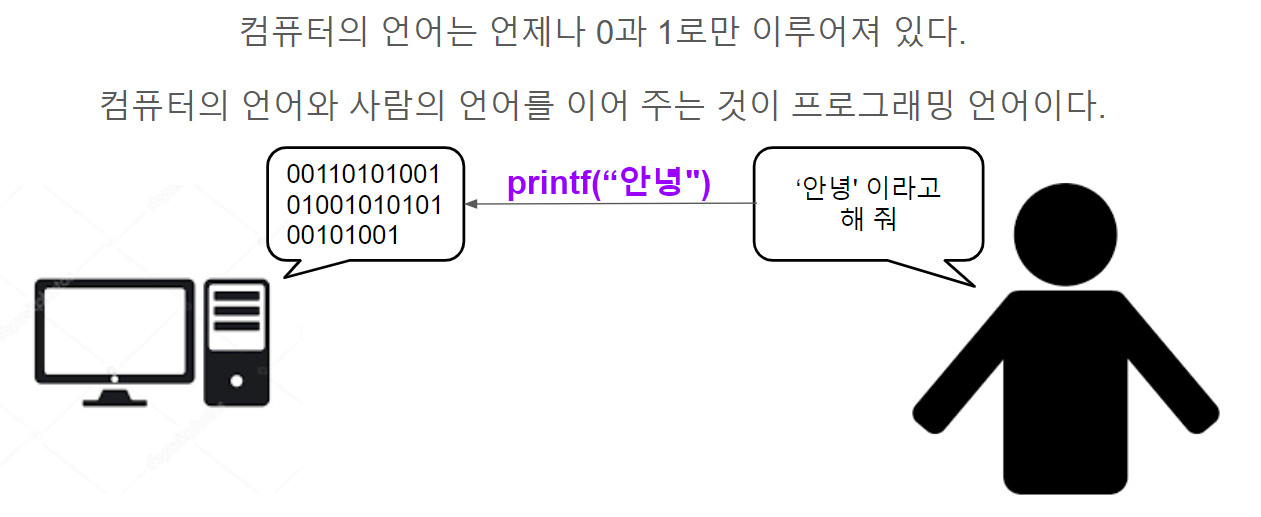 컴퓨터의 언어는 언제나 0과 1로만 이루어져 있다.
컴퓨터의 언어와 사람의 언어를 이어 주는 것이 프로그래밍 언어이다.
00110101001
01001010101
00101001
printf(“안녕")
‘안녕' 이라고
해 줘